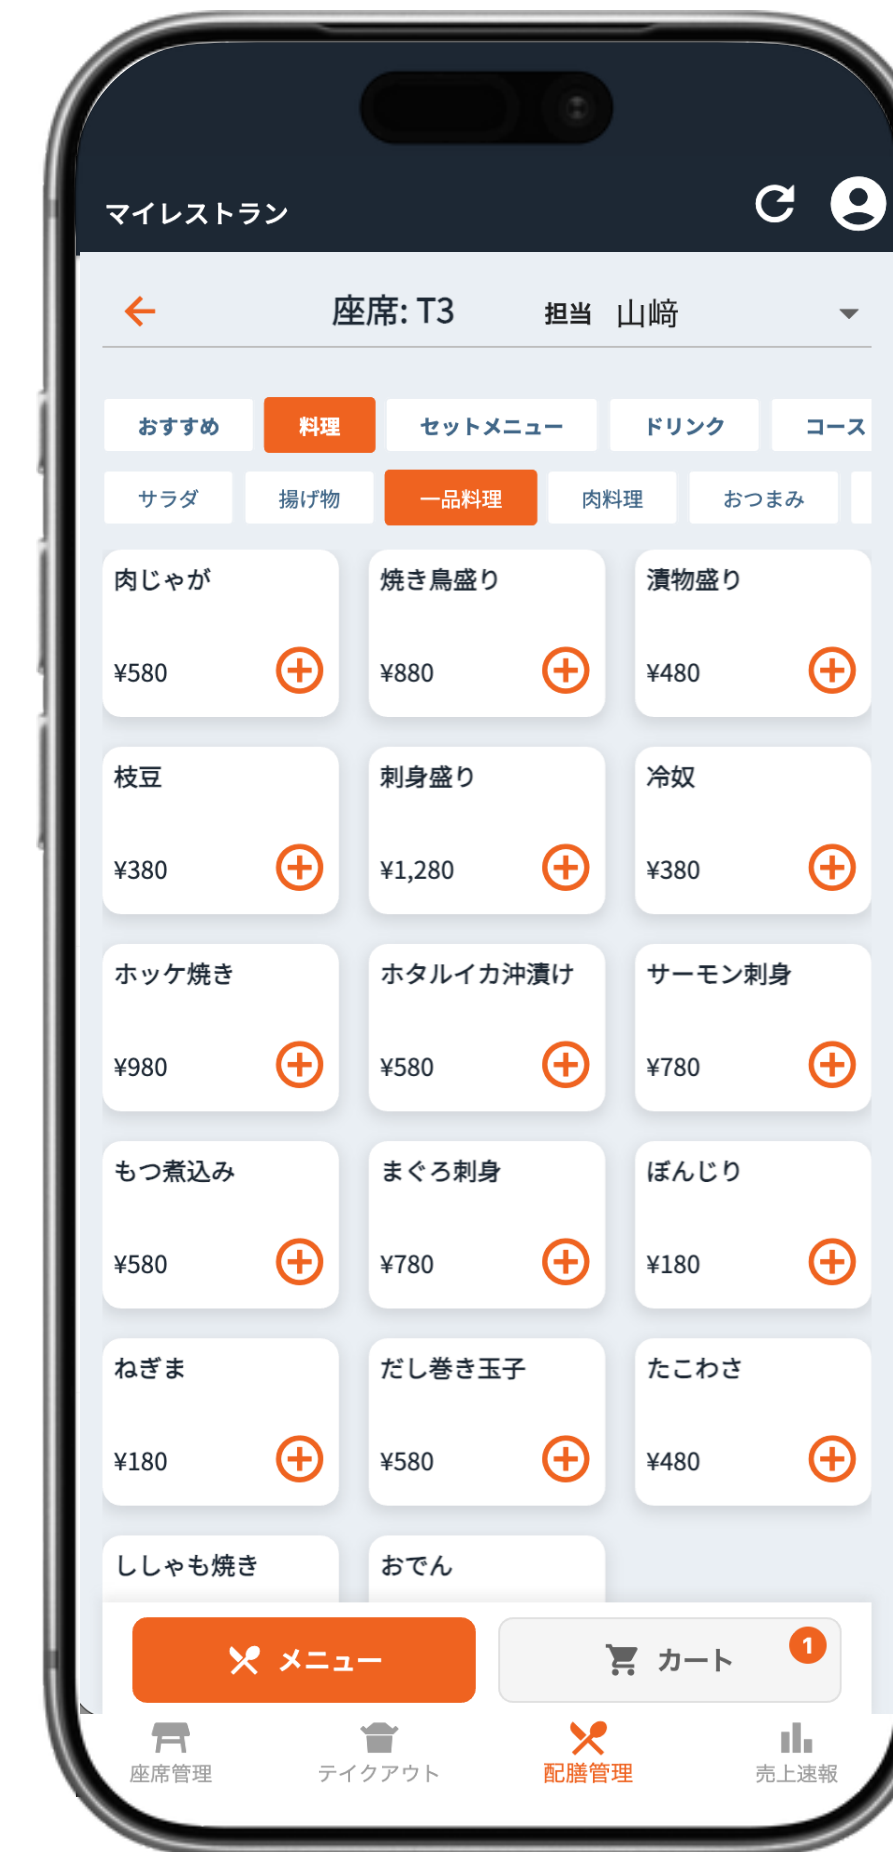 マイレストラン
座席: T3 担当 山﨑
おすすめ 料理 セットメニュー ドリンク コース
サラダ 揚げ物 一品料理 肉料理 おつまみ
肉じゃが 焼き鳥盛り 漬物盛り
¥580 ¥880 ¥480
枝豆 刺身盛り 冷奴
¥380 ¥1,280 ¥380
ホッケ焼き ホタルイカ沖漬け サーモン刺身
¥980 ¥580 ¥780
もつ煮込み まぐろ刺身 ぼんじり
¥580 ¥780 ¥180
ねぎま だし巻き玉子 たこわさ
¥180 ¥580 ¥480
ししゃも焼き おでん
メニュー カート 1
座席管理 テイクアウト 配膳管理 売上速報